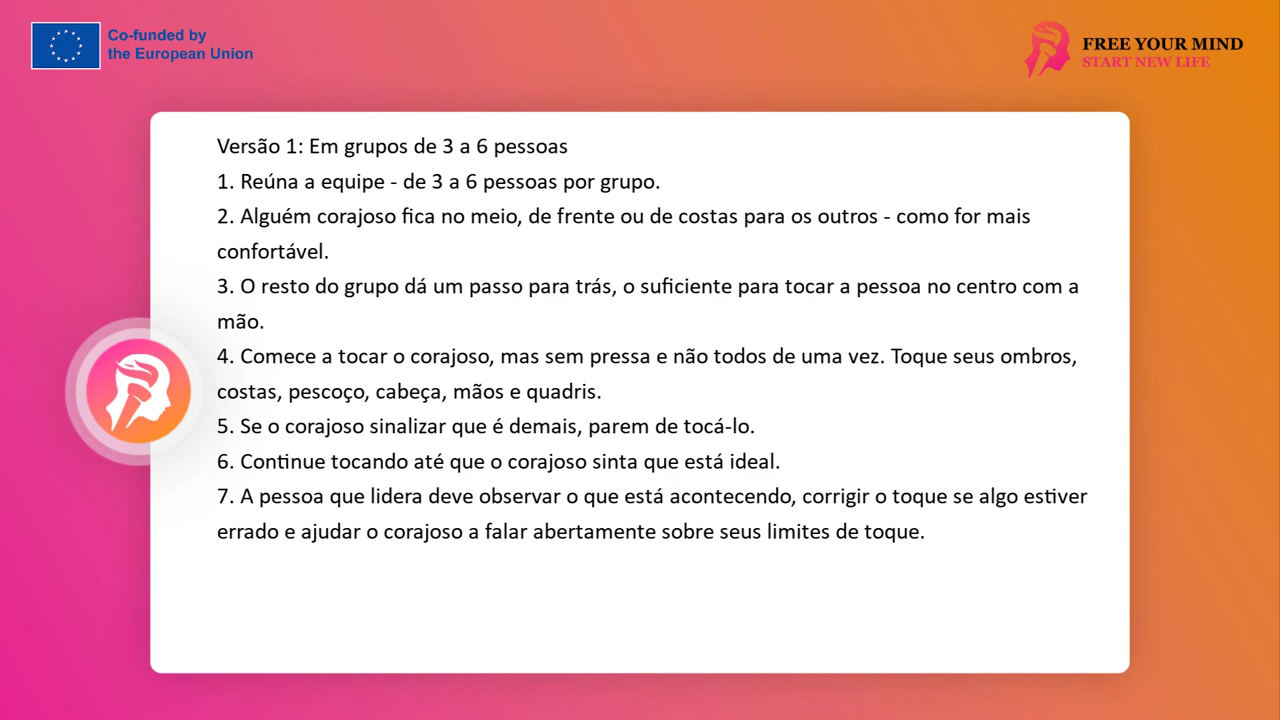 Co-funded by
the European Union
FREE YOUR MIND
START NEW LIFE
Versão 1: Em grupos de 3 a 6 pessoas
1. Reúna a equipe - de 3 a 6 pessoas por grupo.
2. Alguém corajoso fica no meio, de frente ou de costas para os outros - como for mais
confortável.
3. O resto do grupo dá um passo para trás, o suficiente para tocar a pessoa no centro com a
mão.
4. Comece a tocar o corajoso, mas sem pressa e não todos de uma vez. Toque seus ombros,
costas, pescoço, cabeça, mãos e quadris.
5. Se o corajoso sinalizar que é demais, parem de tocá-lo.
6. Continue tocando até que o corajoso sinta que está ideal.
7. A pessoa que lidera deve observar o que está acontecendo, corrigir o toque se algo estiver
errado e ajudar o corajoso a falar abertamente sobre seus limites de toque.